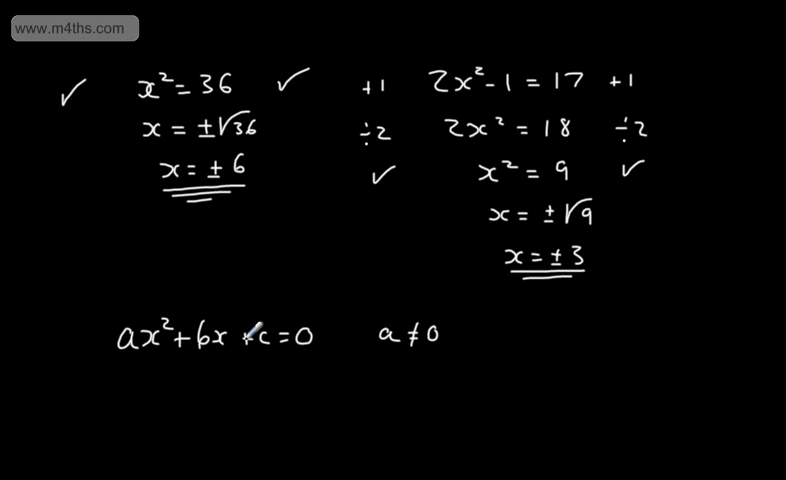 www.m4ths.com
✓ x² = 36 ✓
x = ±√36
x = ± 6
+1 2x² - 1 = 17 +1
÷2 2x² = 18 ÷2
✓ x² = 9 ✓
x = ±√9
x = ± 3
ax² + bx + c = 0 a ≠ 0